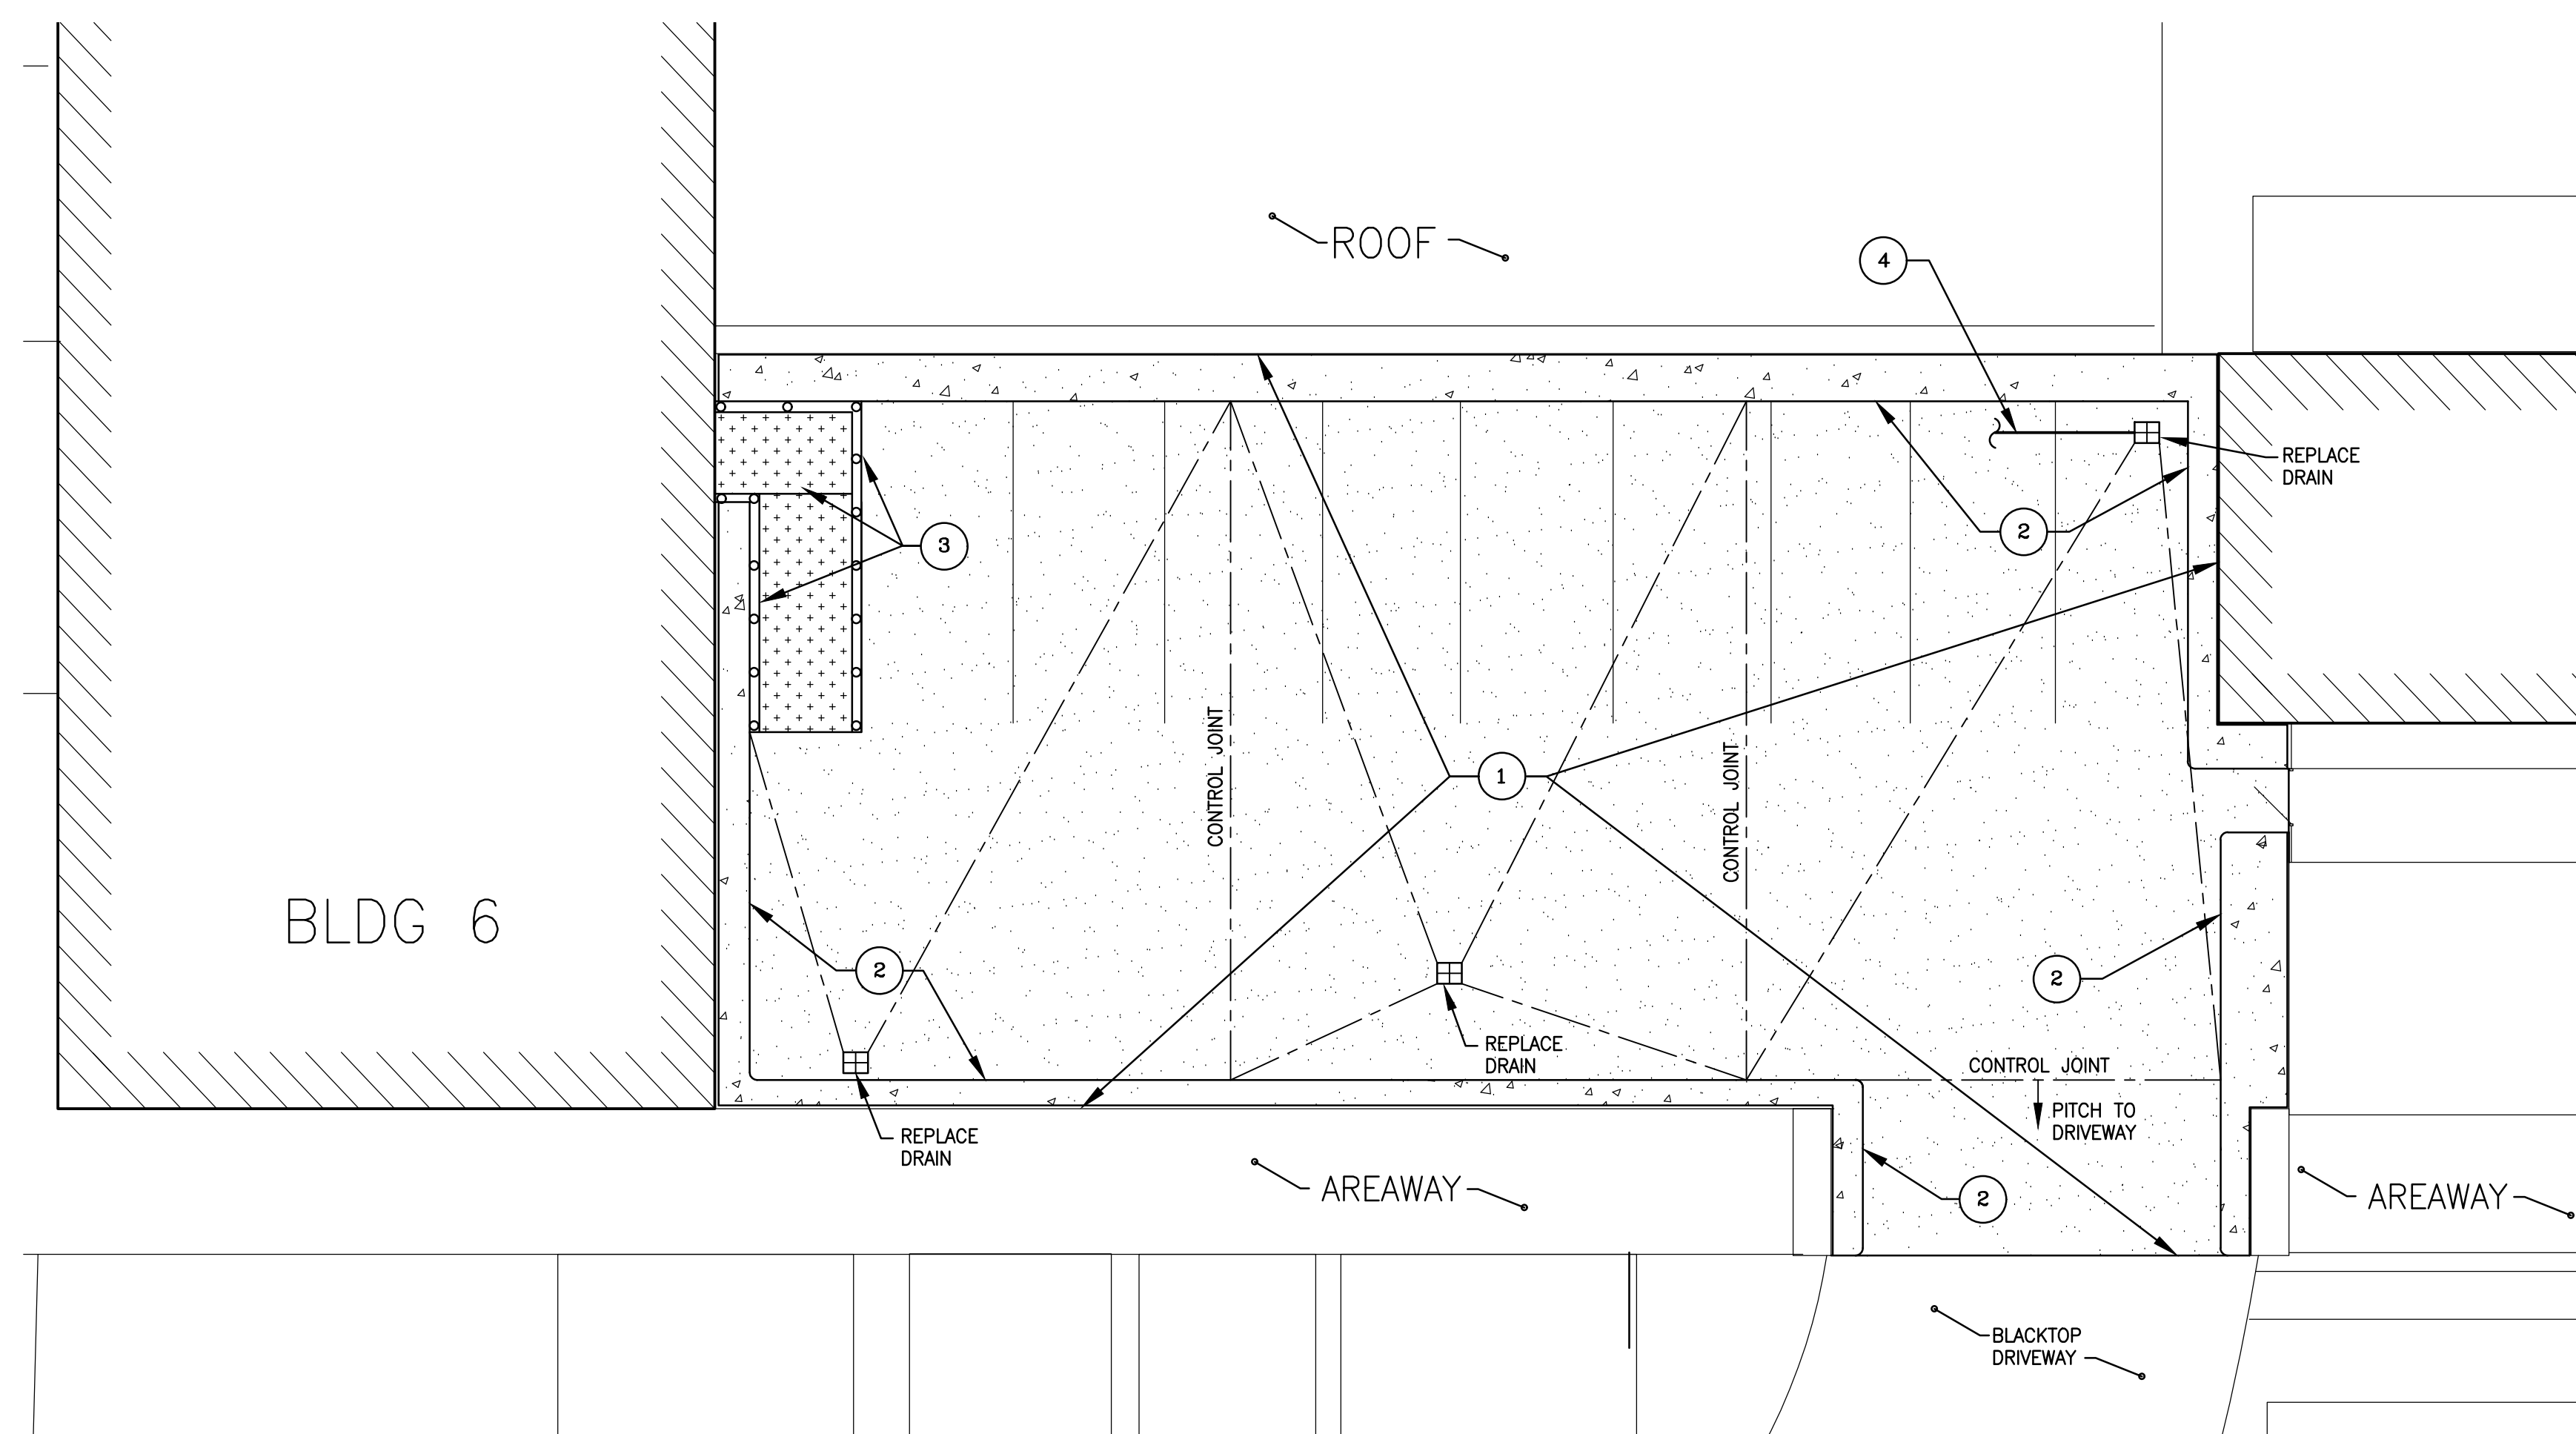 ROOF
4
REPLACE
DRAIN
2
3
CONTROL JOINT
CONTROL JOINT
1
BLDG 6
2
2
REPLACE
DRAIN
CONTROL JOINT
PITCH TO
DRIVEWAY
REPLACE
DRAIN
AREAWAY
2
AREAWAY
BLACKTOP
DRIVEWAY